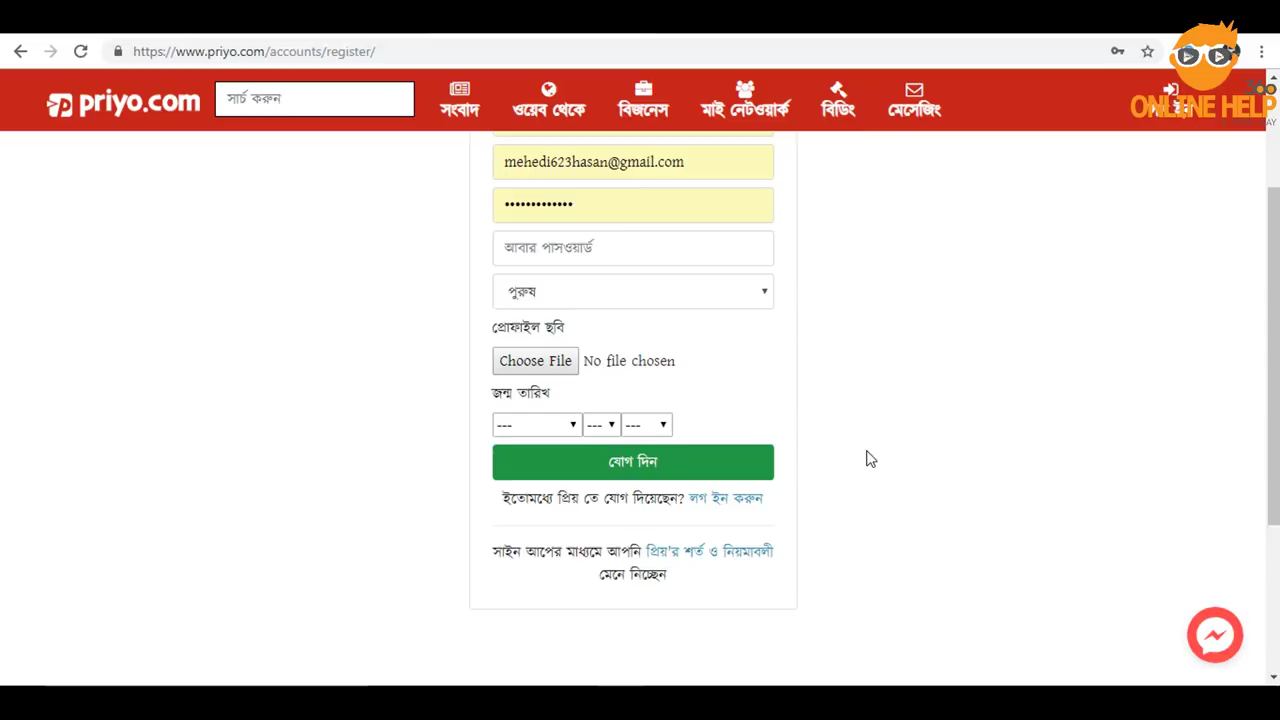 https://www.priyo.com/accounts/register/
priyo.com
সার্চ করুন
সংবাদ
ওয়েব থেকে
বিজনেস
মাই নেটওয়ার্ক
বিডিং
মেসেজিং
ONLINE HELP
mehedi623hasan@gmail.com
•••••••••••••
আবার পাসওয়ার্ড
পুরুষ
প্রোফাইল ছবি
Choose File No file chosen
জন্ম তারিখ
--- --- ---
যোগ দিন
ইতোমধ্যে প্রিয় তে যোগ দিয়েছেন? লগ ইন করুন
সাইন আপের মাধ্যমে আপনি প্রিয়'র শর্ত ও নিয়মাবলী
মেনে নিচ্ছেন